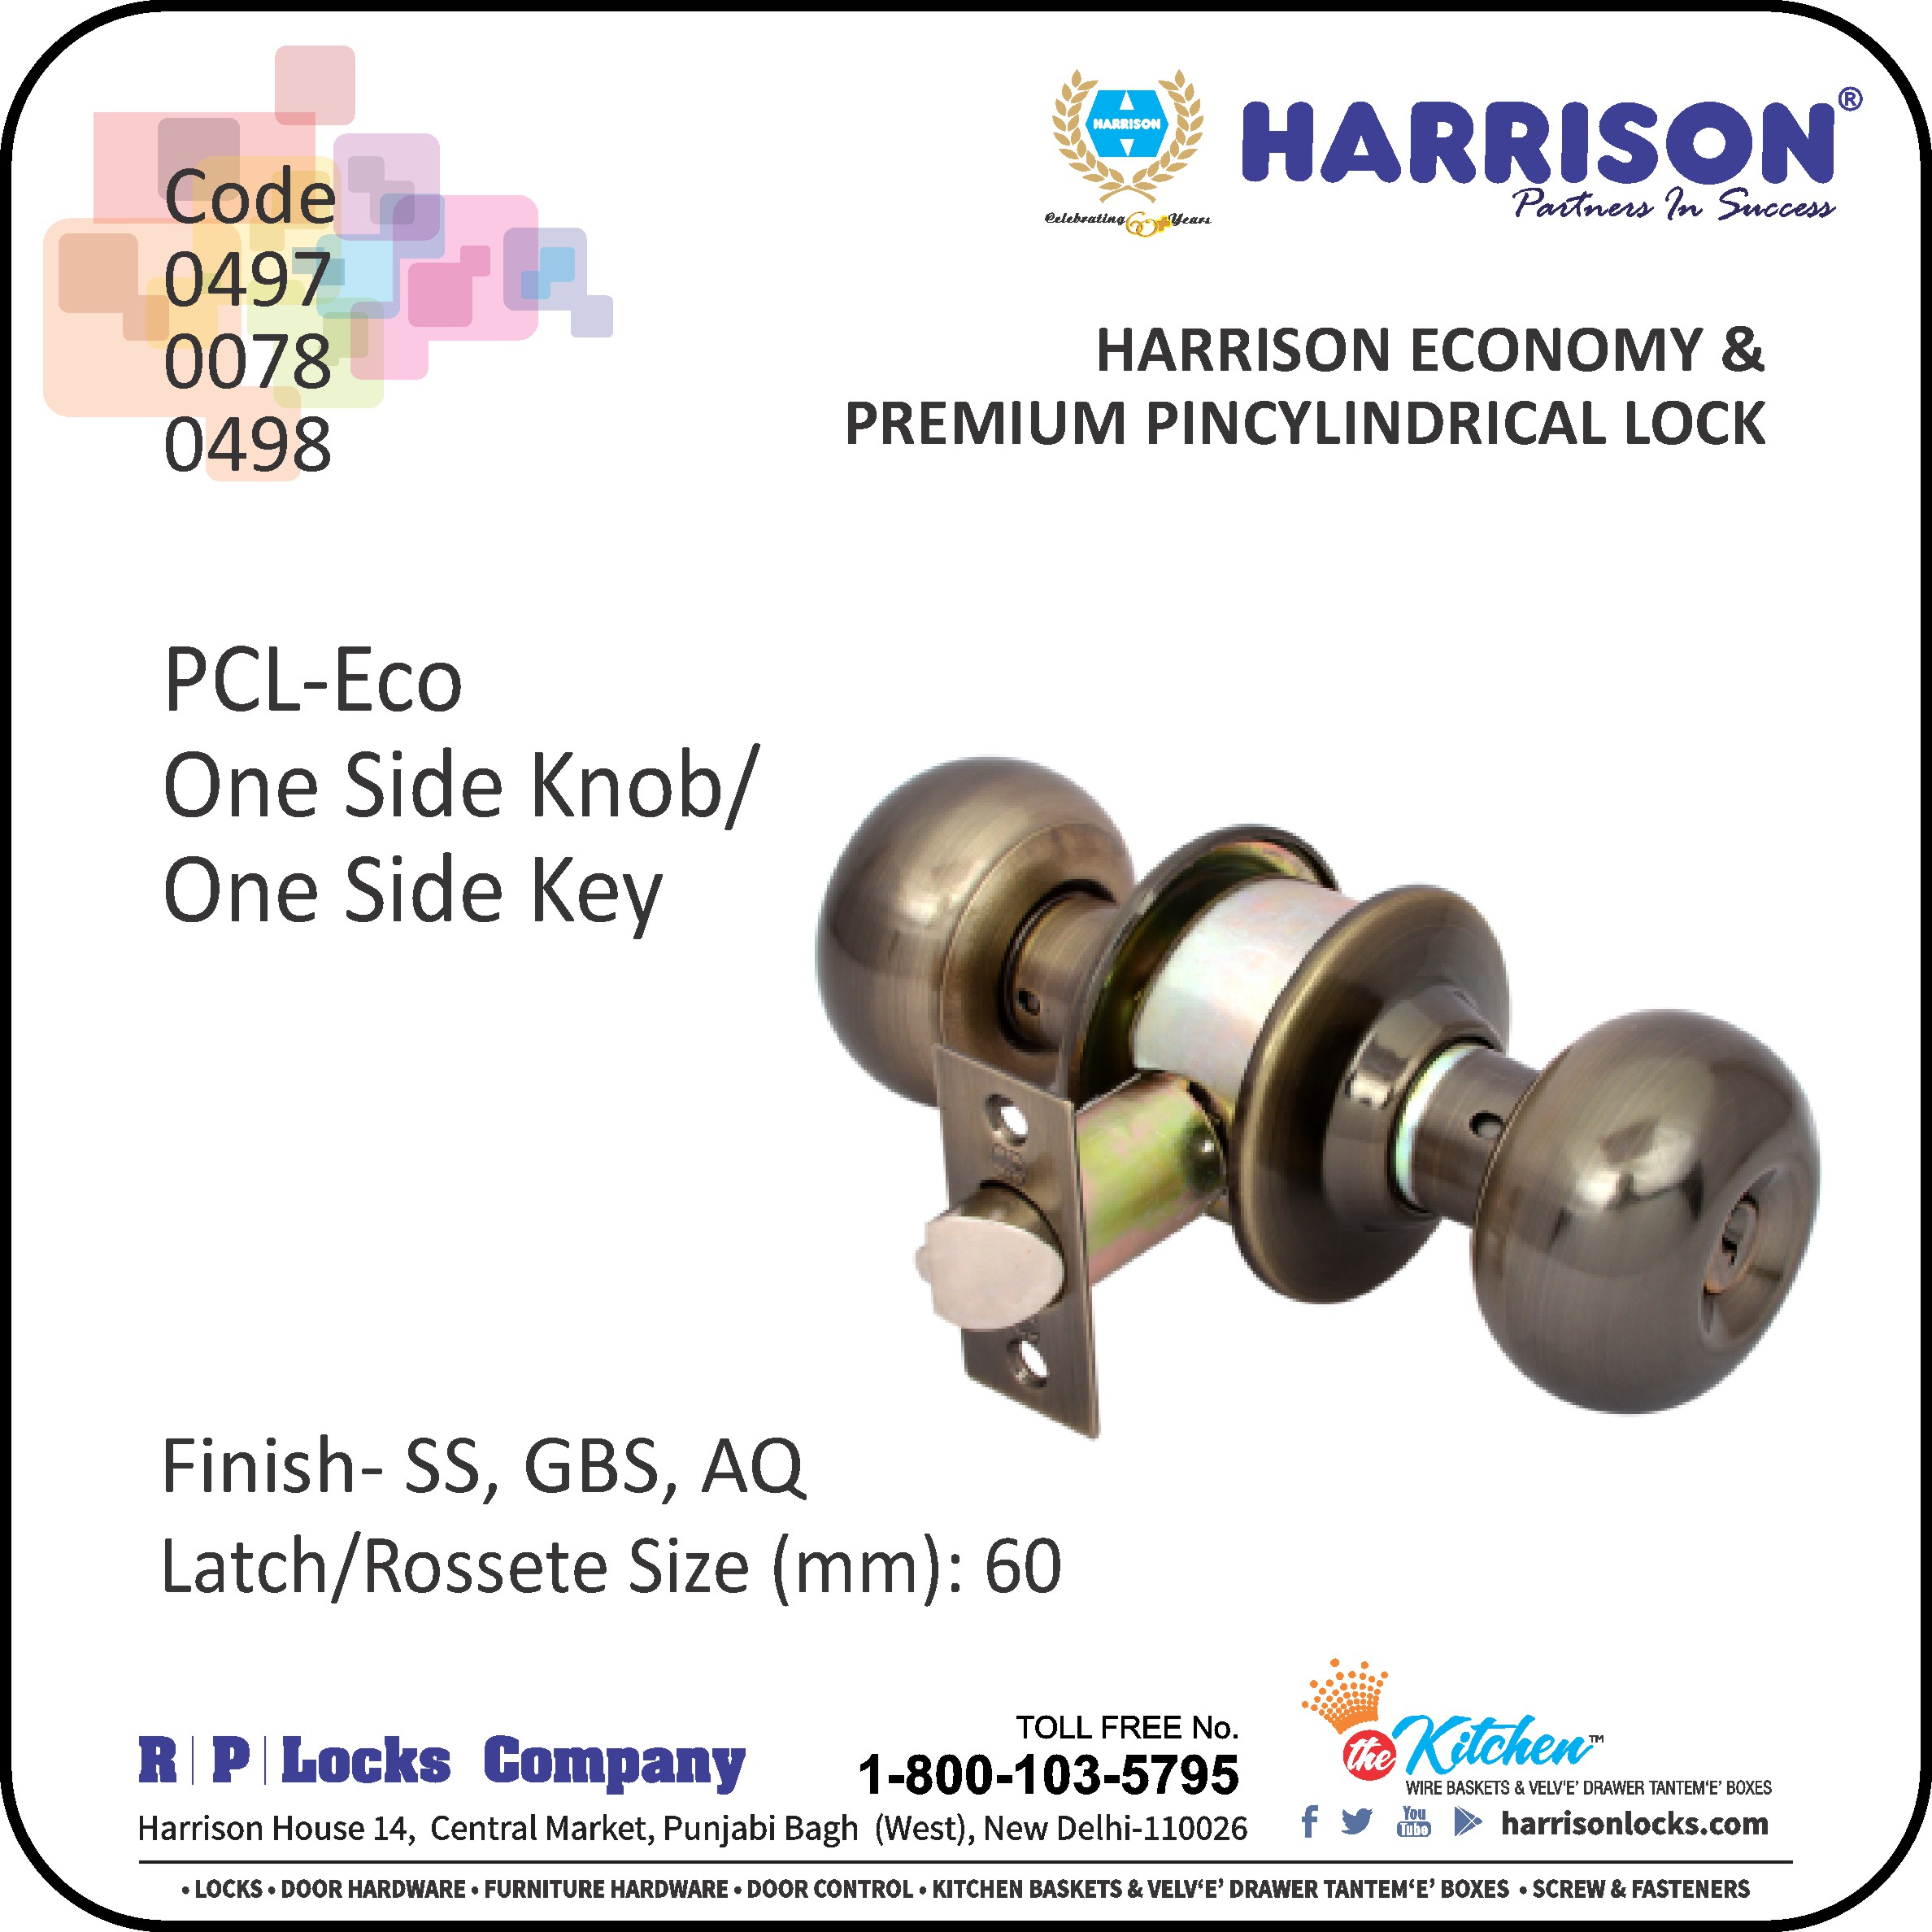 Code
0497
0078
0498
HARRISON
Celebrating 60+ Years
HARRISON®
Partners In Success
HARRISON ECONOMY &
PREMIUM PINCYLINDRICAL LOCK
PCL-Eco
One Side Knob/
One Side Key
Finish- SS, GBS, AQ
Latch/Rossete Size (mm): 60
R|P|Locks Company
TOLL FREE No.
1-800-103-5795
the Kitchen™
WIRE BASKETS & VELV'E' DRAWER TANTEM'E' BOXES
Harrison House 14, Central Market, Punjabi Bagh (West), New Delhi-110026
f You Tube harrisonlocks.com
• LOCKS • DOOR HARDWARE • FURNITURE HARDWARE • DOOR CONTROL • KITCHEN BASKETS & VELV‘E’ DRAWER TANTEM‘E’ BOXES • SCREW & FASTENERS